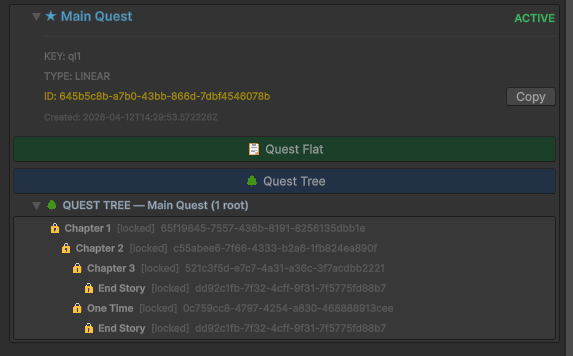 Main Quest
ACTIVE
KEY: ql1
TYPE: LINEAR
ID: 645b5c8b-a7b0-43bb-866d-7dbf4546078b
Copy
Created: 2026-04-12T14:29:53.572226Z
Quest Flat
Quest Tree
QUEST TREE — Main Quest (1 root)
Chapter 1 [locked] 65f19845-7557-436b-8191-8256135dbb1e
Chapter 2 [locked] c55abee6-7f66-4333-b2a6-1fb824ea890f
Chapter 3 [locked] 521c3f5d-e7c7-4a31-a36c-3f7acdbb2221
End Story [locked] dd92c1fb-7f32-4cff-9f31-7f5775fd88b7
One Time [locked] 0c759cc8-4797-4254-a830-468888913cee
End Story [locked] dd92c1fb-7f32-4cff-9f31-7f5775fd88b7